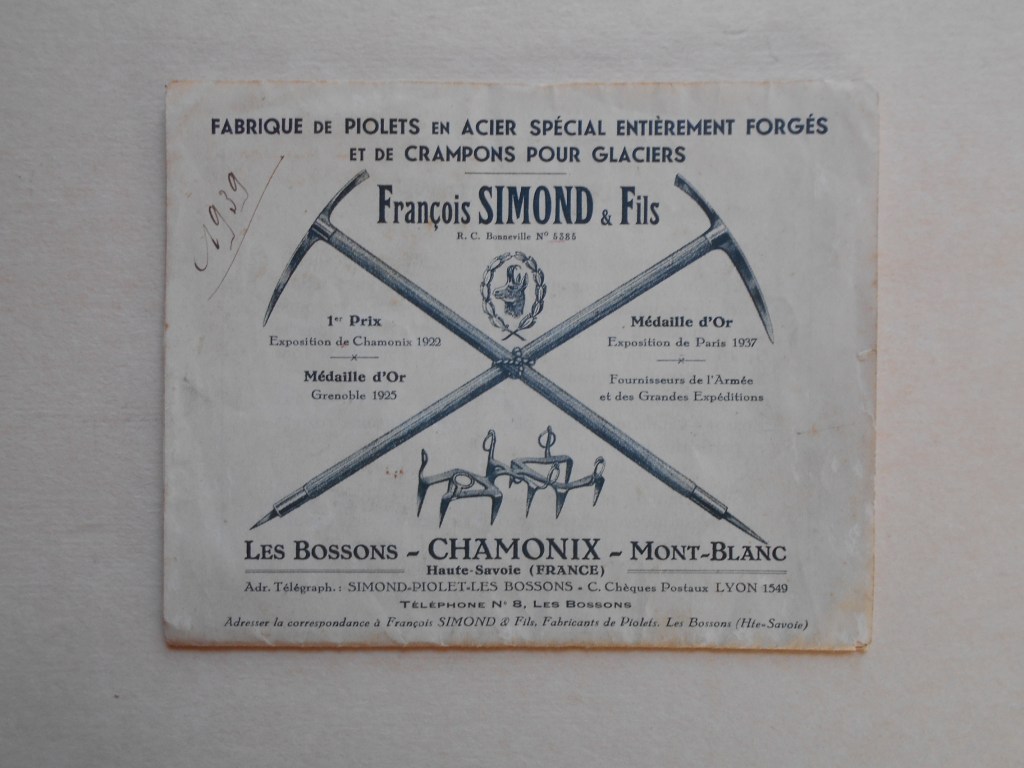 FABRIQUE DE PIOLETS EN ACIER SPÉCIAL ENTIÈREMENT FORGÉS
ET DE CRAMPONS POUR GLACIERS
1939
François SIMOND & Fils
R. C. Bonneville Nº 5385
1er Prix
Exposition de Chamonix 1922
Médaille d'Or
Grenoble 1925
Médaille d'Or
Exposition de Paris 1937
Fournisseurs de l'Armée
et des Grandes Expéditions
LES BOSSONS - CHAMONIX - MONT-BLANC
Haute-Savoie (FRANCE)
Adr. Télégraph.: SIMOND-PIOLET-LES BOSSONS - C. Chèques Postaux LYON 1549
TÉLÉPHONE Nº 8, LES BOSSONS
Adresser la correspondance à François SIMOND & Fils, Fabricants de Piolets. Les Bossons (Hte-Savoie)